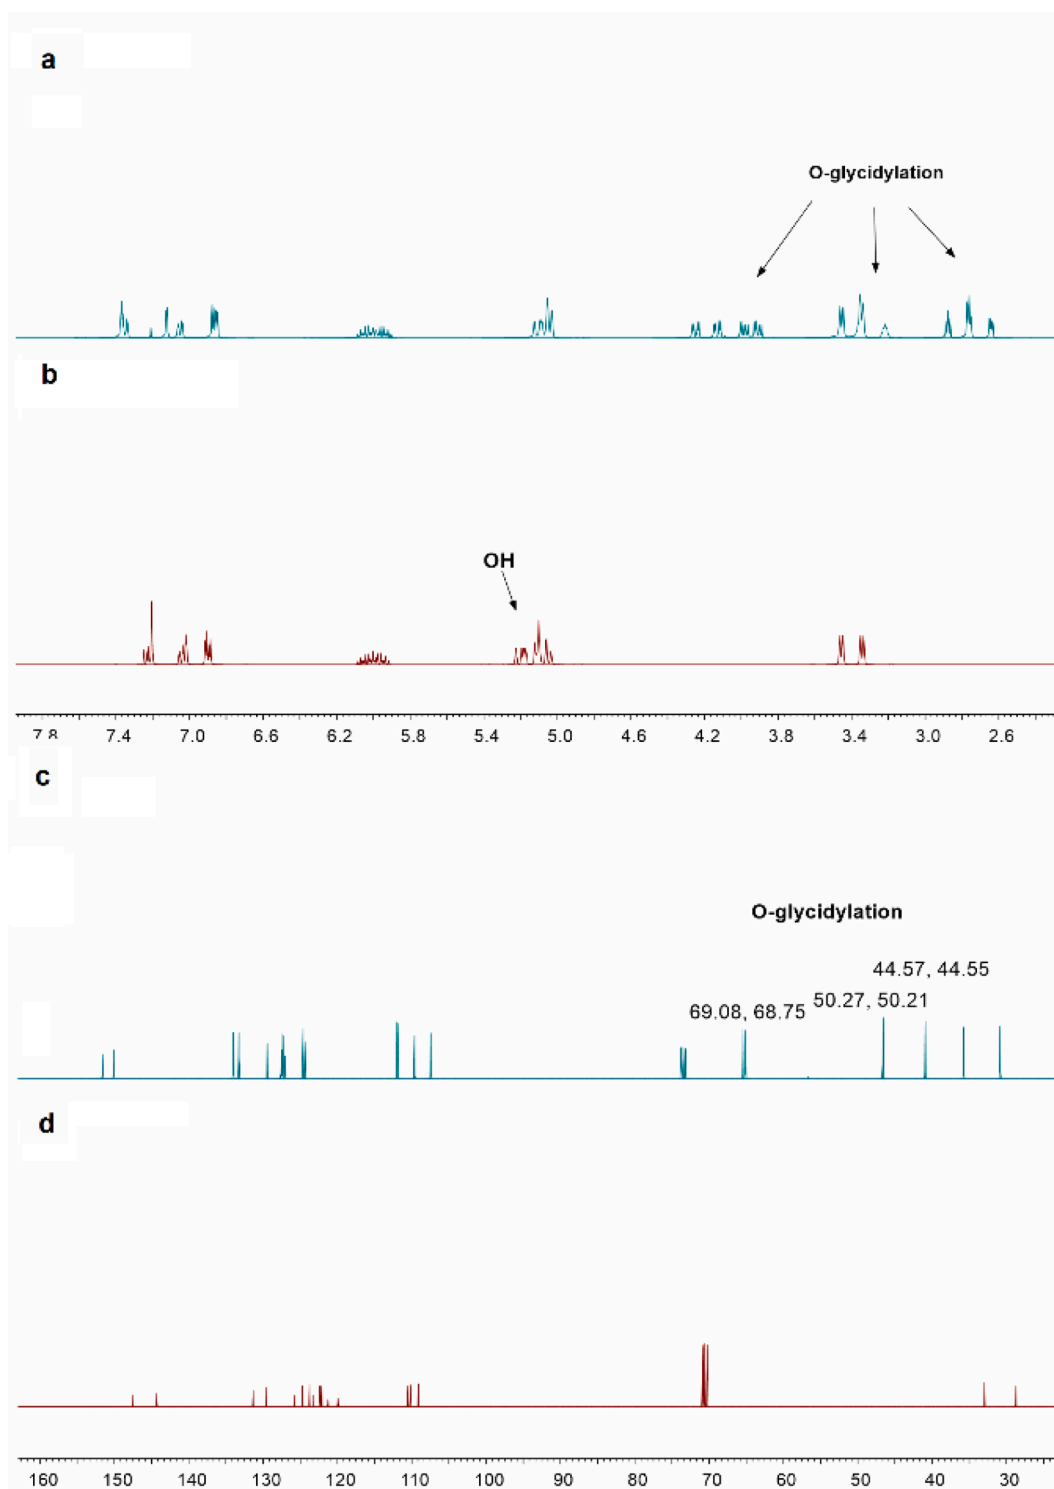 a
O-glycidylation
b
OH
7.8 7.4 7.0 6.6 6.2 5.8 5.4 5.0 4.6 4.2 3.8 3.4 3.0 2.6
c
O-glycidylation
44.57, 44.55
50.27, 50.21
69.08, 68.75
d
160 150 140 130 120 110 100 90 80 70 60 50 40 30